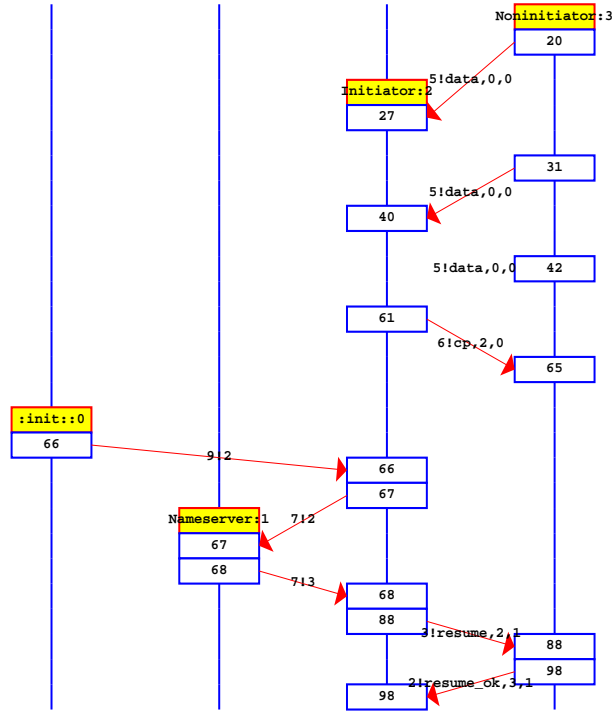 Noninitiator:3
20
5!data,0,0
Initiator:2
27
31
5!data,0,0
40
5!data,0,0
42
61
6!cp,2,0
65
:init::0
66
9!2
66
67
Nameserver:1
7!2
67
68
7!3
68
88
3!resume,2,1
88
98
2!resume_ok,3,1
98